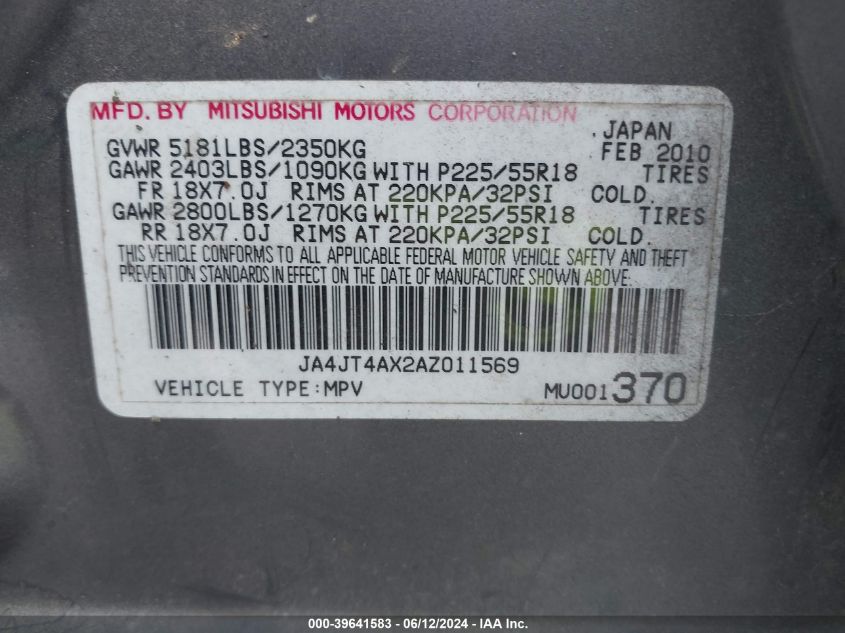 MFD. BY MITSUBISHI MOTORS CORPORATION
. JAPAN
GVWR 5181LBS/2350KG FEB 2010
GAWR 2403LBS/1090KG WITH P225/55R18 TIRES
FR 18X7.0J RIMS AT 220KPA/32PSI COLD.
GAWR 2800LBS/1270KG WITH P225/55R18 TIRES
RR 18X7.0J RIMS AT 220KPA/32PSI COLD.
THIS VEHICLE CONFORMS TO ALL APPLICABLE FEDERAL MOTOR VEHICLE SAFETY AND THEFT
PREVENTION STANDARDS IN EFFECT ON THE DATE OF MANUFACTURE SHOWN ABOVE.
JA4JT4AX2AZ011569
VEHICLE TYPE:MPV MU001370
000-39641583 - 06/12/2024 - COPYRIGHT IAA, LLC.